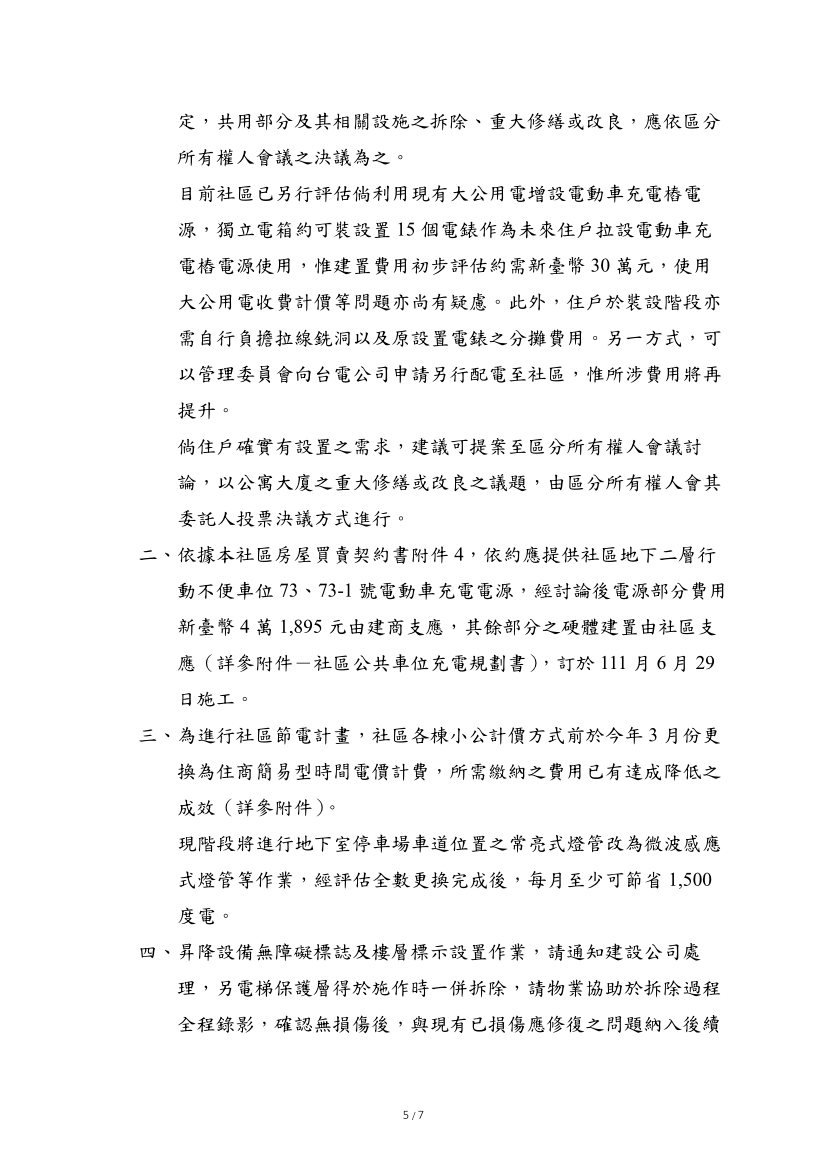 定，共用部分及其相關設施之拆除、重大修繕或改良，應依區分
所有權人會議之決議為之。
目前社區已另行評估倘利用現有大公用電增設電動車充電樁電
源，獨立電箱約可裝設置 15 個電錶作為未來住戶拉設電動車充
電樁電源使用，惟建置費用初步評估約需新臺幣 30 萬元，使用
大公用電收費計價等問題亦尚有疑慮。此外，住戶於裝設階段亦
需自行負擔拉線銑洞以及原設置電錶之分攤費用。另一方式，可
以管理委員會向台電公司申請另行配電至社區，惟所涉費用將再
提升。
倘住戶確實有設置之需求，建議可提案至區分所有權人會議討
論，以公寓大廈之重大修繕或改良之議題，由區分所有權人會其
委託人投票決議方式進行。
二、依據本社區房屋買賣契約書附件 4，依約應提供社區地下二層行
動不便車位 73、73-1 號電動車充電電源，經討論後電源部分費用
新臺幣 4 萬 1,895 元由建商支應，其餘部分之硬體建置由社區支
應（詳參附件－社區公共車位充電規劃書），訂於 111 月 6 月 29
日施工。
三、為進行社區節電計畫，社區各棟小公計價方式前於今年 3 月份更
換為住商簡易型時間電價計費，所需繳納之費用已有達成降低之
成效（詳參附件）。
現階段將進行地下室停車場車道位置之常亮式燈管改為微波感應
式燈管等作業，經評估全數更換完成後，每月至少可節省 1,500
度電。
四、昇降設備無障礙標誌及樓層標示設置作業，請通知建設公司處
理，另電梯保護層得於施作時一併拆除，請物業協助於拆除過程
全程錄影，確認無損傷後，與現有已損傷應修復之問題納入後續
5 / 7